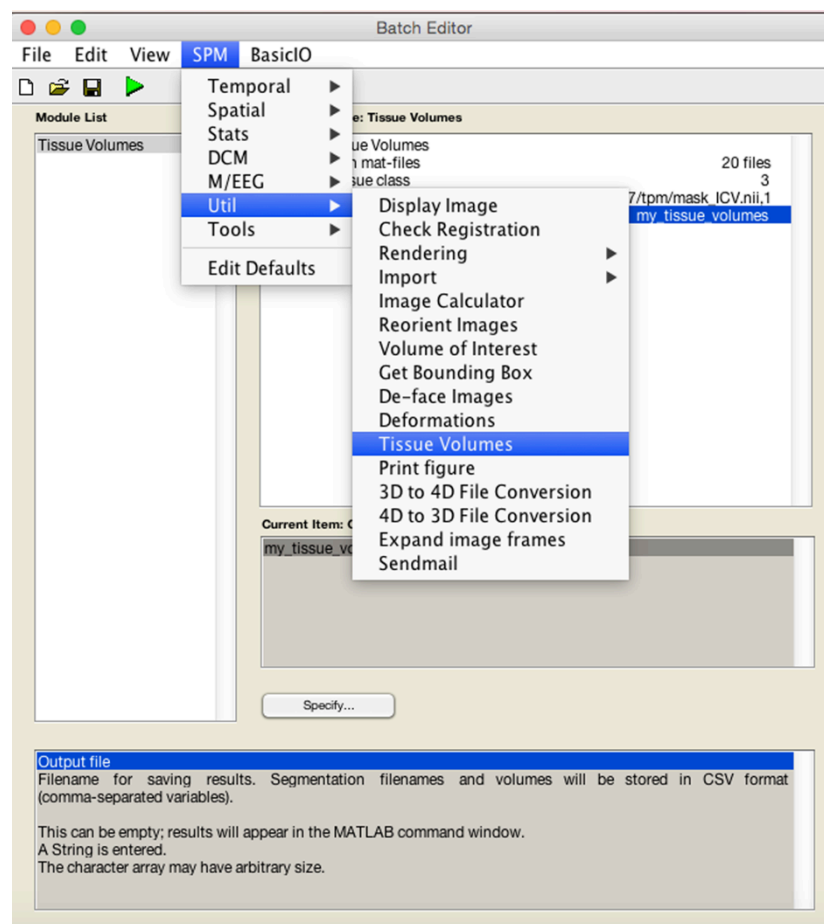 Batch Editor
File Edit View SPM BasicIO
Module List
Tissue Volumes
Temporal
Spatial
Stats
DCM
M/EEG
Util
Tools
Edit Defaults
e: Tissue Volumes
ue Volumes
mat-files 20 files
sue class 3
7/tpm/mask_ICV.nii,1
my_tissue_volumes
Display Image
Check Registration
Rendering
Import
Image Calculator
Reorient Images
Volume of Interest
Get Bounding Box
De-face Images
Deformations
Tissue Volumes
Print figure
3D to 4D File Conversion
4D to 3D File Conversion
Expand image frames
Sendmail
Current Item:
my_tissue_vo
Specify...
Output file
Filename for saving results. Segmentation filenames and volumes will be stored in CSV format
(comma-separated variables).
This can be empty; results will appear in the MATLAB command window.
A String is entered.
The character array may have arbitrary size.